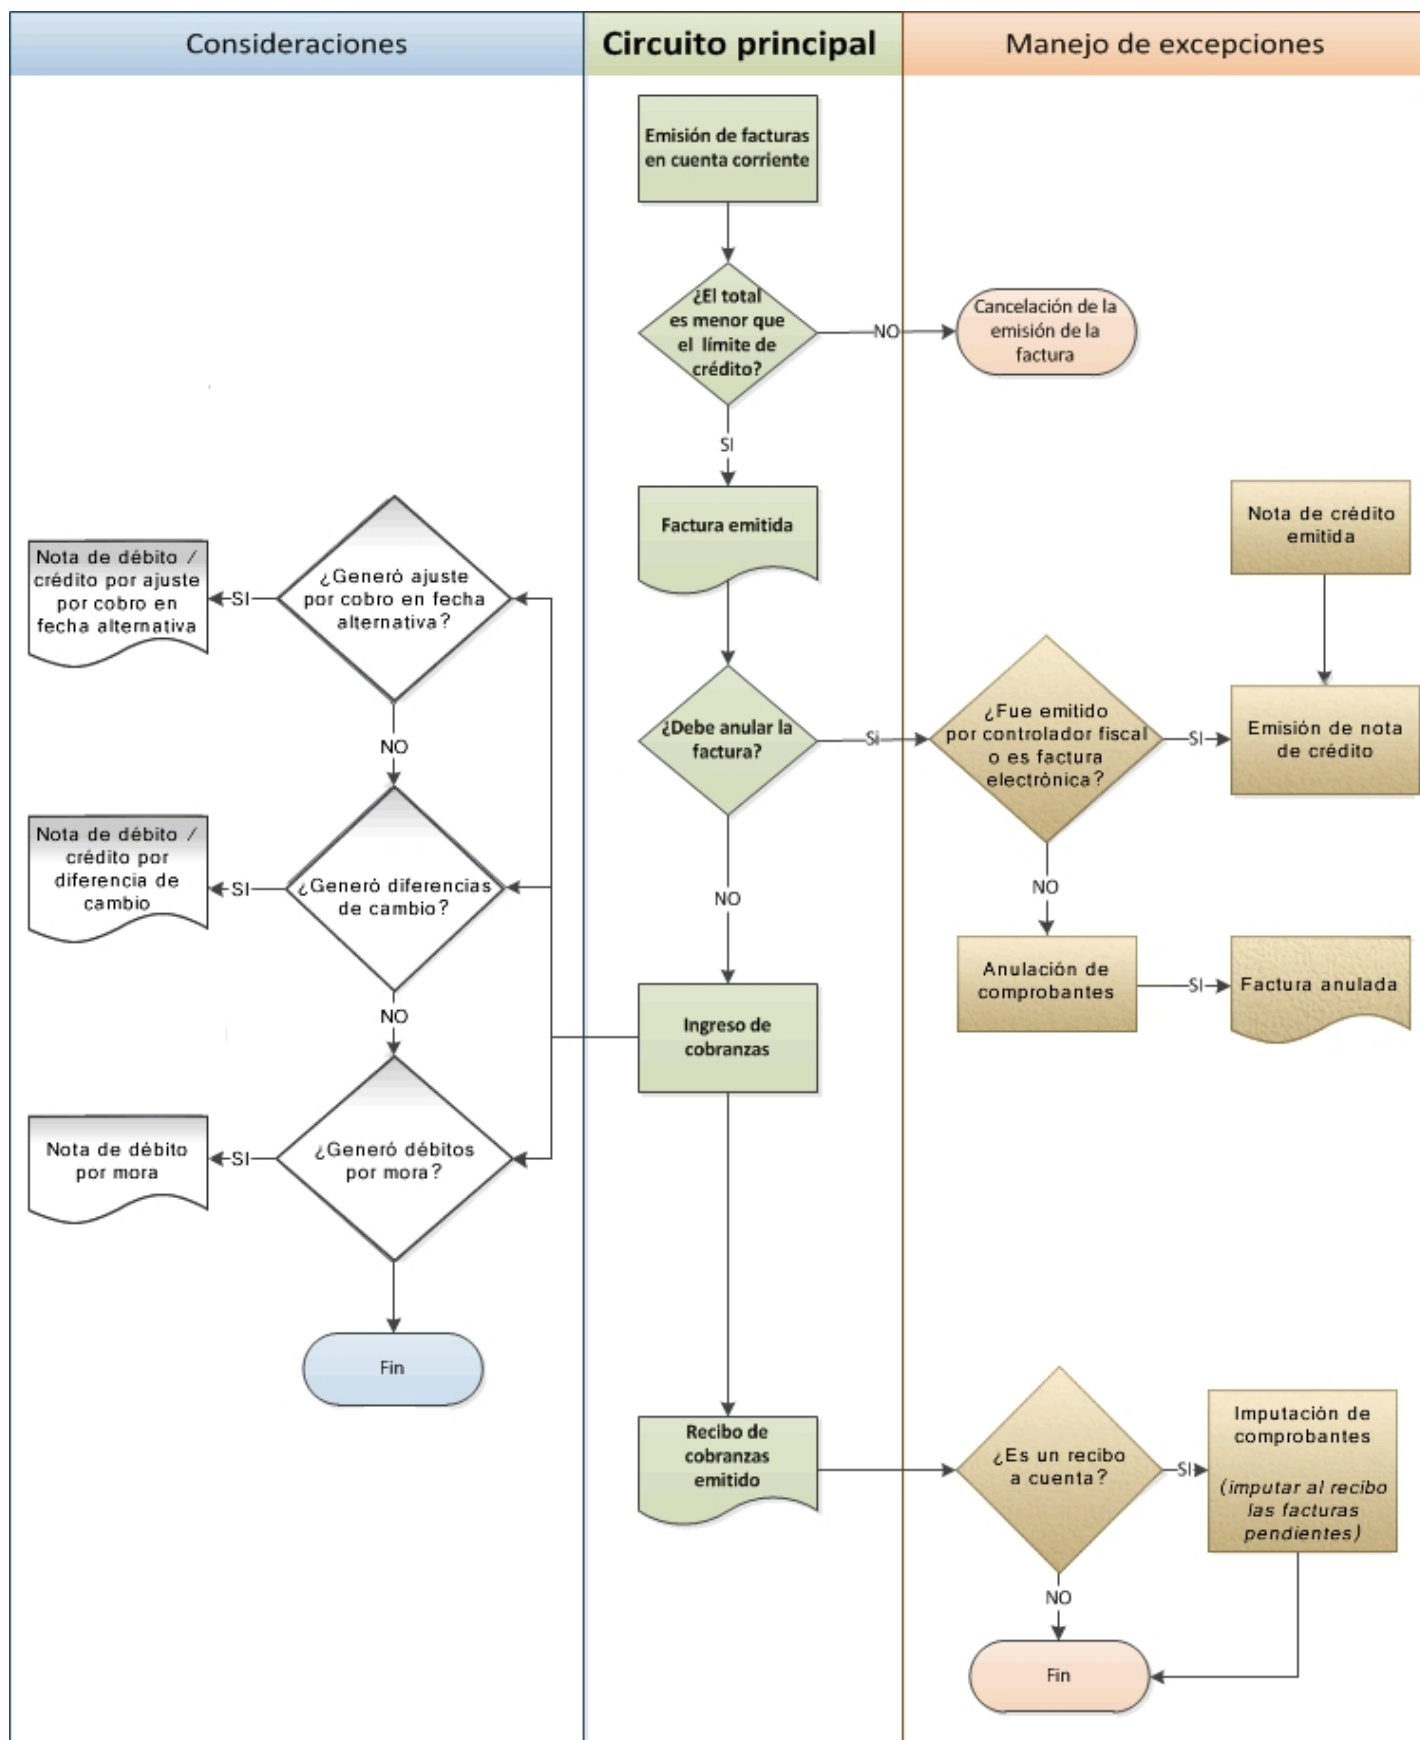 Consideraciones
Circuito principal
Manejo de excepciones
Emisión de facturas
en cuenta corriente
¿El total
es menor que
el límite de
crédito?
NO
Cancelación de la
emisión de la
factura
SI
Factura emitida
Nota de crédito
emitida
¿Generó ajuste
por cobro en fecha
alternativa?
SI
Nota de débito /
crédito por ajuste
por cobro en
fecha alternativa
NO
¿Debe anular la
factura?
Si
¿Fue emitido
por controlador fiscal
o es factura
electrónica?
SI
Emisión de nota
de crédito
¿Generó diferencias
de cambio?
SI
Nota de débito /
crédito por
diferencia de
cambio
NO
NO
NO
Anulación de
comprobantes
SI
Factura anulada
Ingreso de
cobranzas
¿Generó débitos
por mora?
SI
Nota de débito
por mora
Fin
Recibo de
cobranzas
emitido
¿Es un recibo
a cuenta?
SI
Imputación de
comprobantes
(imputar al recibo
las facturas
pendientes)
NO
Fin